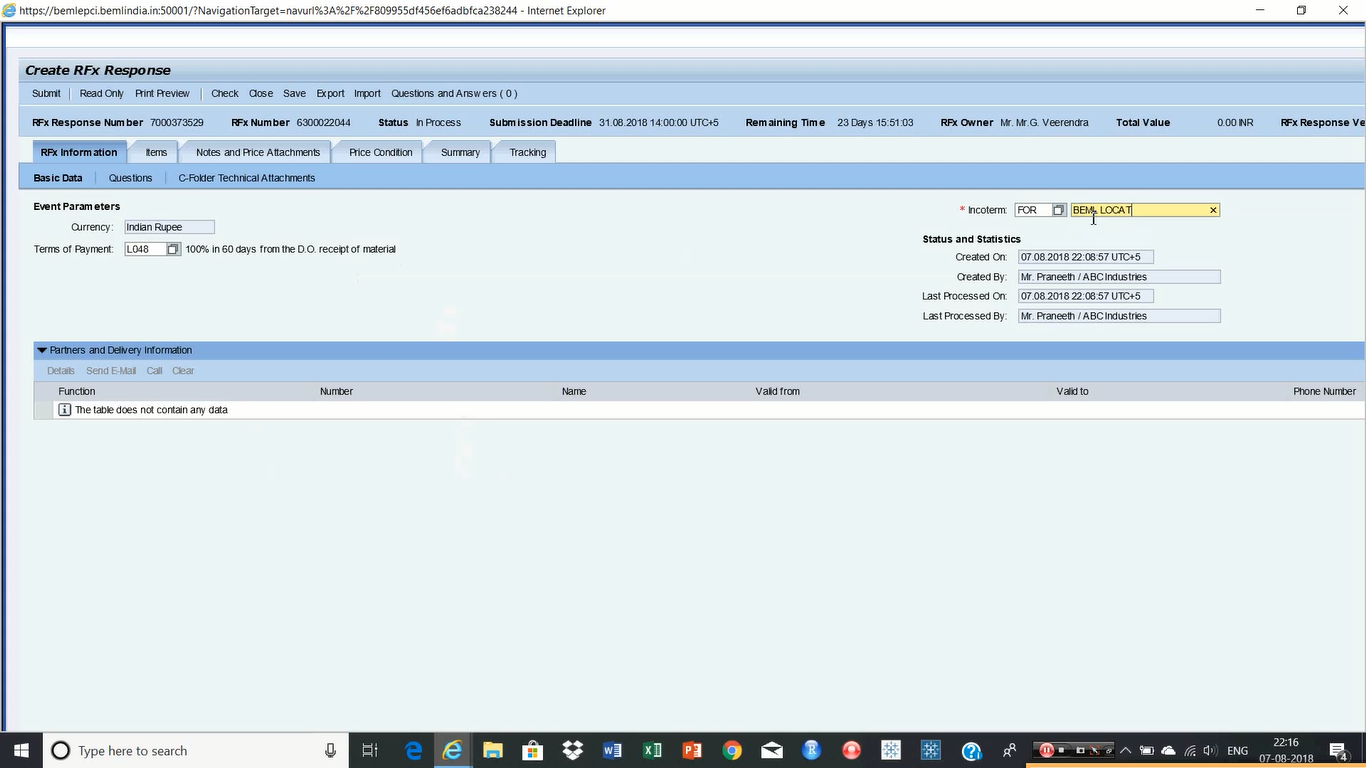 https://bemlepci.bemlindia.in:50001/?NavigationTarget=navurl%3A%2F%2F809955df456ef6adbfca238244 - Internet Explorer
Create RFx Response
Submit Read Only Print Preview Check Close Save Export Import Questions and Answers ( 0 )
RFx Response Number 7000373529 RFx Number 6300022044 Status In Process Submission Deadline 31.08.2018 14:00:00 UTC+5 Remaining Time 23 Days 15:51:03 RFx Owner Mr. Mr.G. Veerendra Total Value 0.00 INR RFx Response Ve
RFx Information Items Notes and Price Attachments Price Condition Summary Tracking
Basic Data Questions C-Folder Technical Attachments
Event Parameters
Currency: Indian Rupee
Terms of Payment: L048 100% in 60 days from the D.O. receipt of material
* Incoterm: FOR BEML LOCAT
Status and Statistics
Created On: 07.08.2018 22:08:57 UTC+5
Created By: Mr. Praneeth / ABC Industries
Last Processed On: 07.08.2018 22:08:57 UTC+5
Last Processed By: Mr. Praneeth / ABC Industries
Partners and Delivery Information
Details Send E-Mail Call Clear
Function Number Name Valid from Valid to Phone Number
The table does not contain any data
Type here to search
ENG
22:16
07-08-2018
4